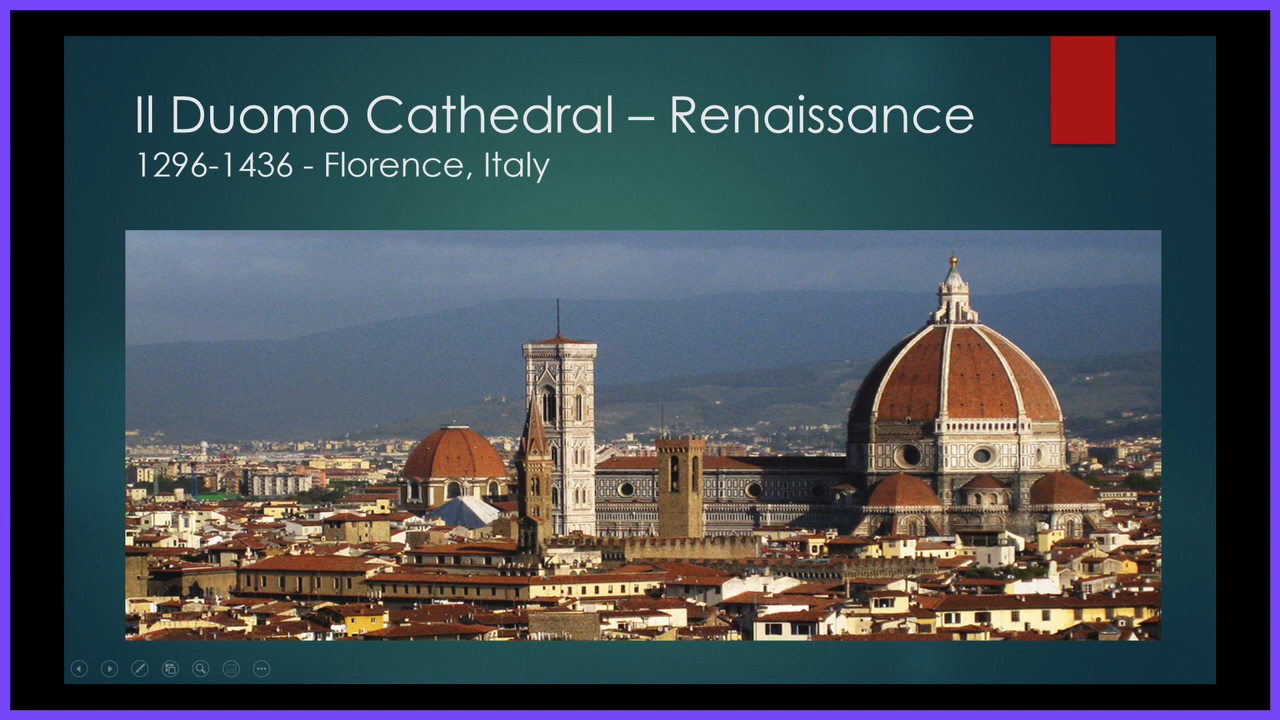 Il Duomo Cathedral – Renaissance
1296-1436 - Florence, Italy